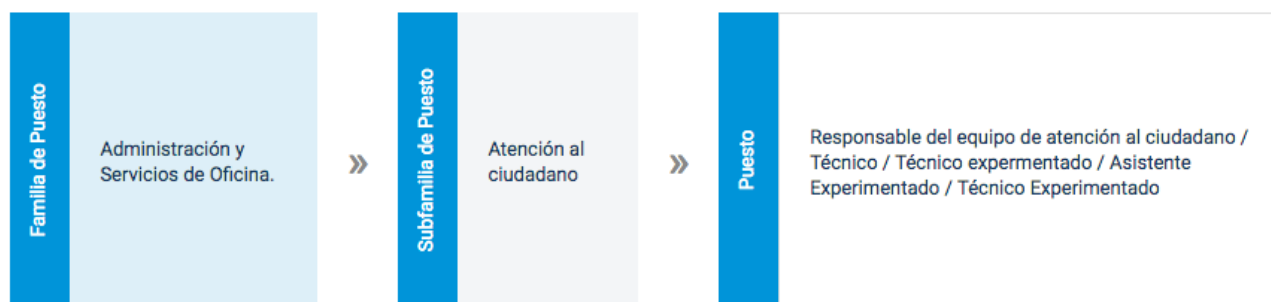 Familia de Puesto
Administración y
Servicios de Oficina.
»
Subfamilia de Puesto
Atención al
ciudadano
»
Puesto
Responsable del equipo de atención al ciudadano /
Técnico / Técnico expermentado / Asistente
Experimentado / Técnico Experimentado